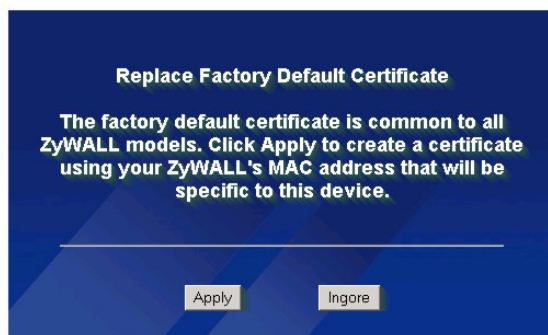 Replace Factory Default Certificate
The factory default certificate is common to all
ZyWALL models. Click Apply to create a certificate
using your ZyWALL's MAC address that will be
specific to this device.
Apply
Ingore